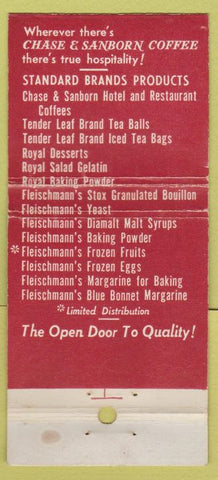 Wherever there's
CHASE & SANBORN COFFEE
there's true hospitality!
STANDARD BRANDS PRODUCTS
Chase & Sanborn Hotel and Restaurant
Coffees
Tender Leaf Brand Tea Balls
Tender Leaf Brand Iced Tea Bags
Royal Desserts
Royal Salad Gelatin
Royal Baking Powder
Fleischmann's Stox Granulated Bouillon
Fleischmann's Yeast
Fleischmann's Diamalt Malt Syrups
Fleischmann's Baking Powder
*Fleischmann's Frozen Fruits
Fleischmann's Frozen Eggs
Fleischmann's Margarine for Baking
Fleischmann's Blue Bonnet Margarine
*Limited Distribution
The Open Door To Quality!